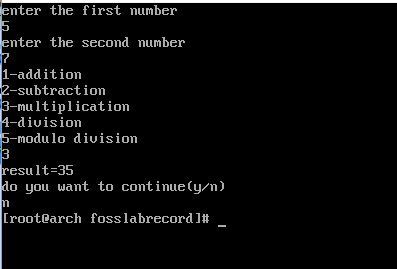 enter the first number
5
enter the second number
7
1-addition
2-subtraction
3-multiplication
4-division
5-modulo division
3
result=35
do you want to continue(y/n)
n
[root@arch fosslabrecord]# _